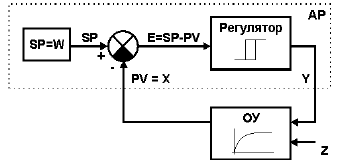 АР
Регулятор
SP=W
SP
E=SP-PV
+
-
PV = X
Y
ОУ
Z